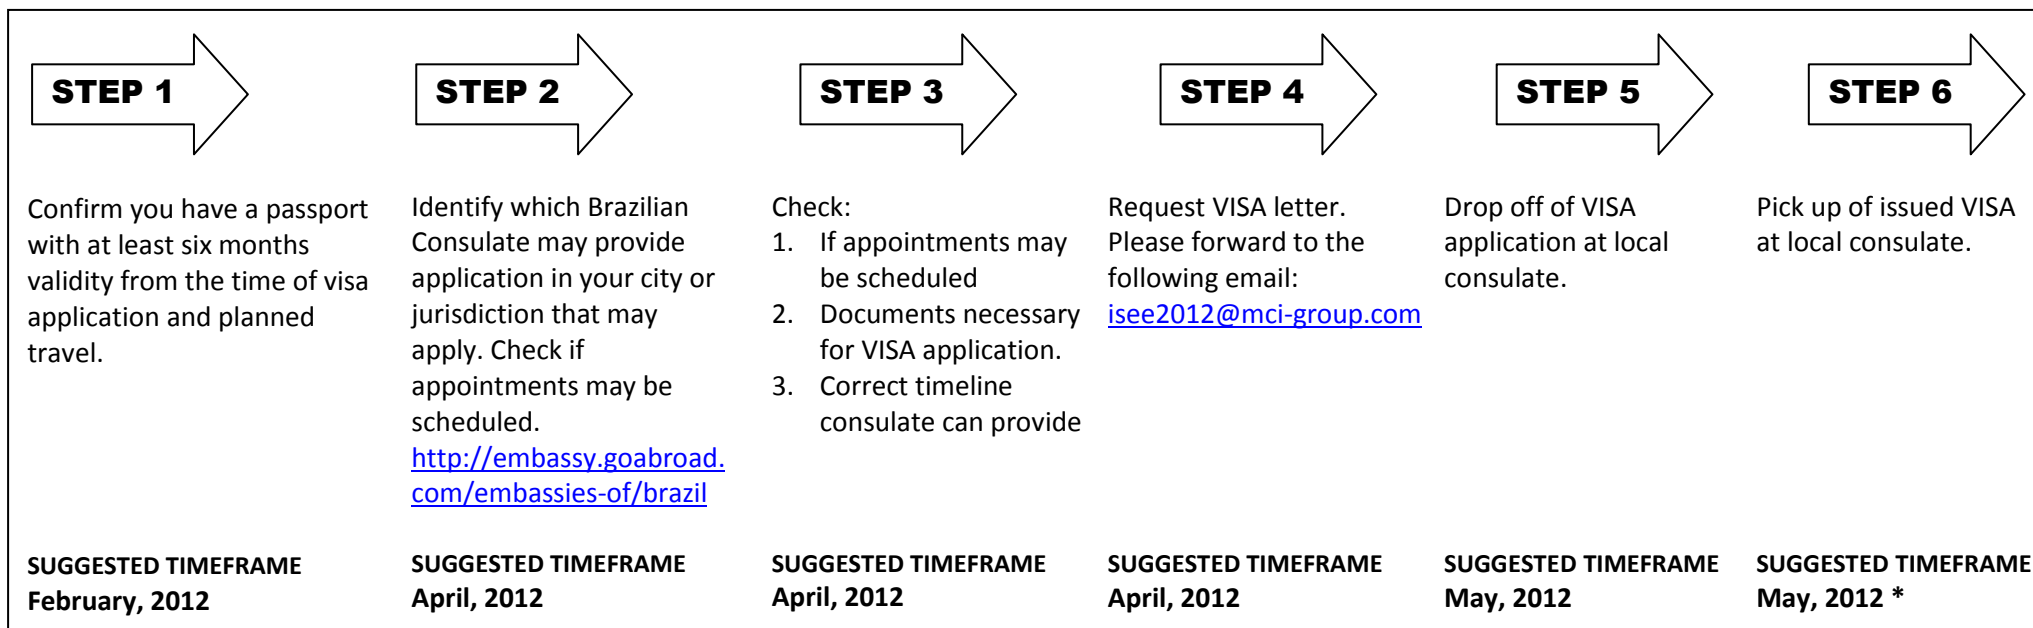 STEP 1
Confirm you have a passport
with at least six months
validity from the time of visa
application and planned
travel.
SUGGESTED TIMEFRAME
February, 2012
STEP 2
Identify which Brazilian
Consulate may provide
application in your city or
jurisdiction that may
apply. Check if
appointments may be
scheduled.
http://embassy.goabroad.
com/embassies-of/brazil
SUGGESTED TIMEFRAME
April, 2012
STEP 3
Check:
1. If appointments may
be scheduled
2. Documents necessary
for VISA application.
3. Correct timeline
consulate can provide
SUGGESTED TIMEFRAME
April, 2012
STEP 4
Request VISA letter.
Please forward to the
following email:
isee2012@mci-group.com
SUGGESTED TIMEFRAME
April, 2012
STEP 5
Drop off of VISA
application at local
consulate.
SUGGESTED TIMEFRAME
May, 2012
STEP 6
Pick up of issued VISA
at local consulate.
SUGGESTED TIMEFRAME
May, 2012 *